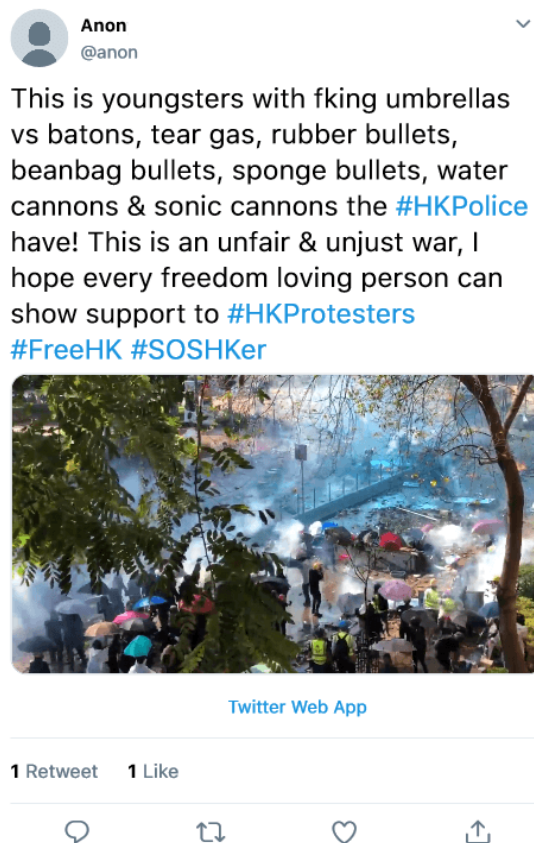 Anon
@anon
This is youngsters with fking umbrellas
vs batons, tear gas, rubber bullets,
beanbag bullets, sponge bullets, water
cannons & sonic cannons the #HKPolice
have! This is an unfair & unjust war, I
hope every freedom loving person can
show support to #HKProtesters
#FreeHK #SOSHKer
Twitter Web App
1 Retweet 1 Like